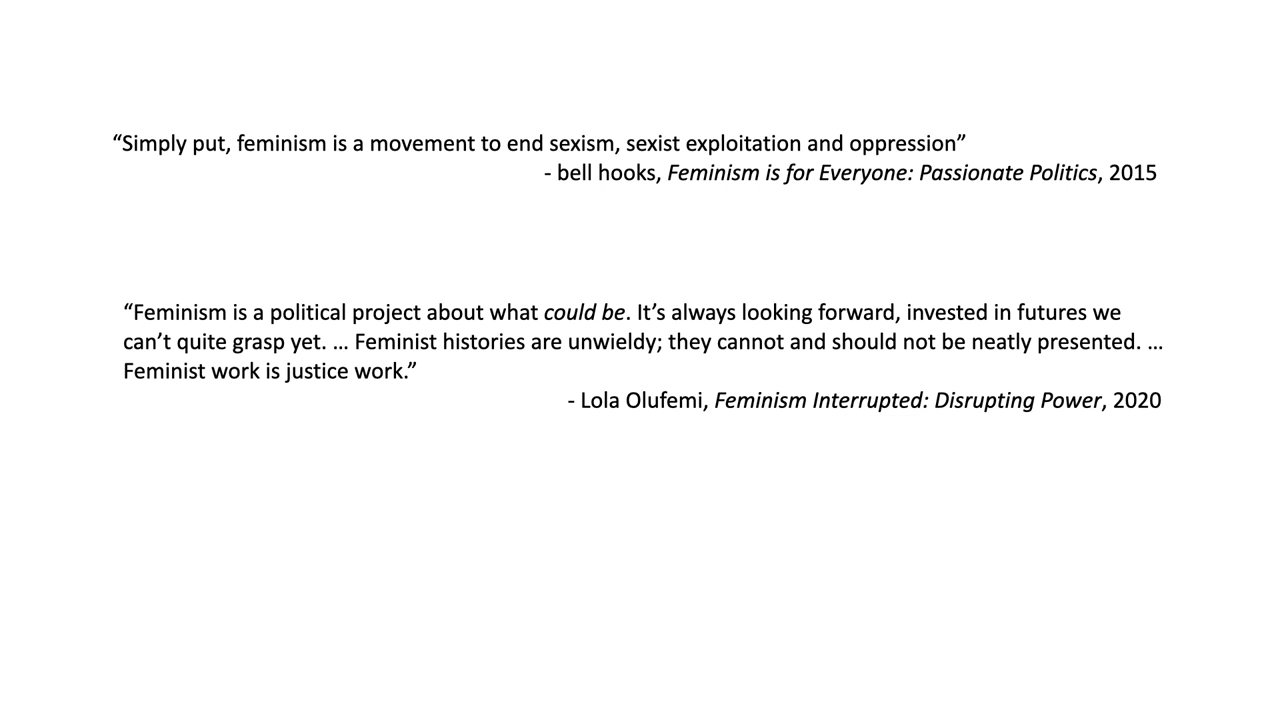 “Simply put, feminism is a movement to end sexism, sexist exploitation and oppression”
- bell hooks, Feminism is for Everyone: Passionate Politics, 2015
“Feminism is a political project about what could be. It’s always looking forward, invested in futures we
can’t quite grasp yet. … Feminist histories are unwieldy; they cannot and should not be neatly presented. …
Feminist work is justice work.”
- Lola Olufemi, Feminism Interrupted: Disrupting Power, 2020